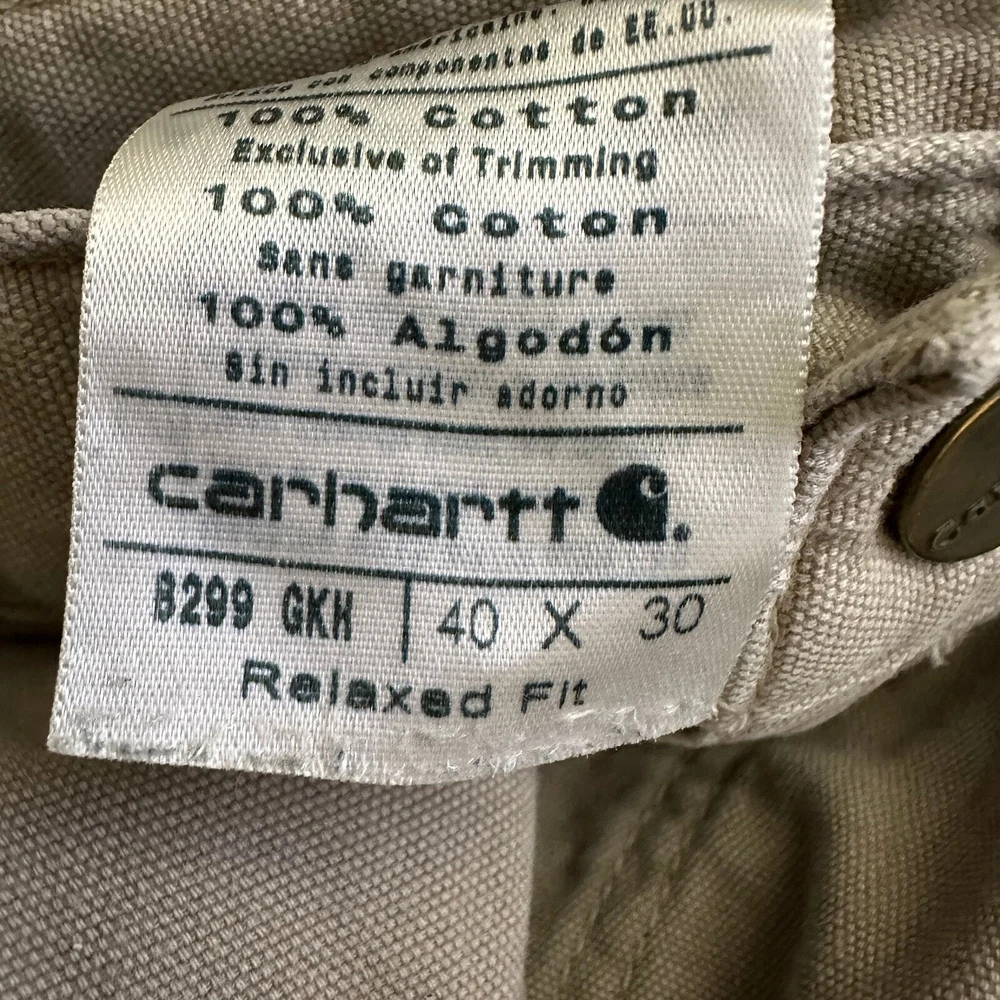 con componentes de EE.UU.
100% Cotton
Exclusive of Trimming
100% Coton
Sans garniture
100% Algodón
Sin incluir adorno
carhartt
B299 GKH | 40 X 30
Relaxed Fit